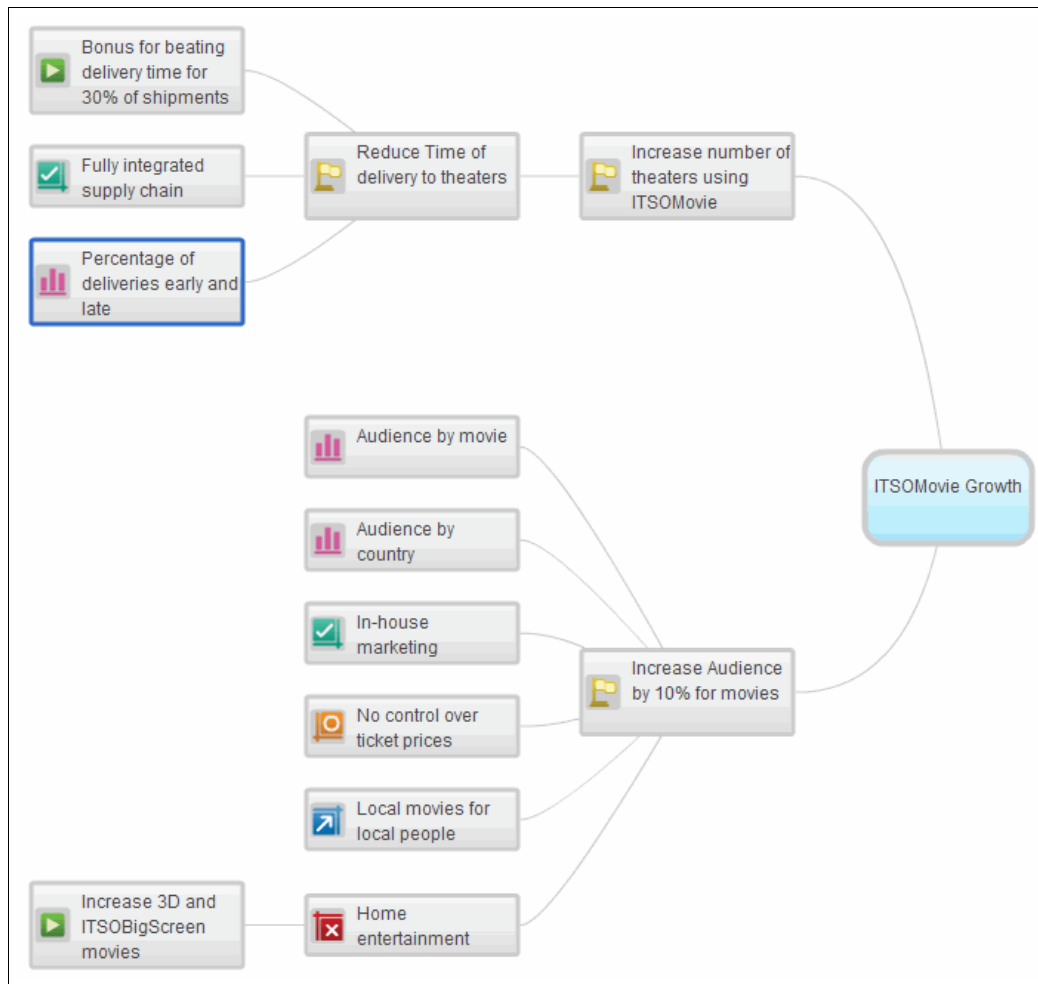 Bonus for beating
delivery time for
30% of shipments
Fully integrated
supply chain
Percentage of
deliveries early and
late
Reduce Time of
delivery to theaters
Increase number of
theaters using
ITSOMovie
Audience by movie
Audience by
country
In-house
marketing
No control over
ticket prices
Local movies for
local people
Increase 3D and
ITSOBigScreen
movies
Home
entertainment
Increase Audience
by 10% for movies
ITSOMovie Growth